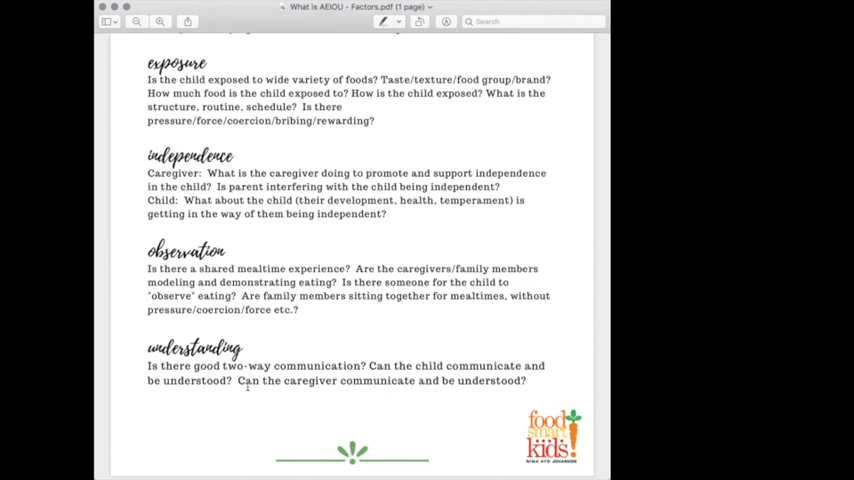 What is AEIOU - Factors.pdf (1 page)
Search
exposure
Is the child exposed to wide variety of foods? Taste/texture/food group/brand?
How much food is the child exposed to? How is the child exposed? What is the
structure, routine, schedule? Is there
pressure/force/coercion/bribing/rewarding?
independence
Caregiver: What is the caregiver doing to promote and support independence
in the child? Is parent interfering with the child being independent?
Child: What about the child (their development, health, temperament) is
getting in the way of them being independent?
observation
Is there a shared mealtime experience? Are the caregivers/family members
modeling and demonstrating eating? Is there someone for the child to
"observe" eating? Are family members sitting together for mealtimes, without
pressure/coercion/force etc.?
understanding
Is there good two-way communication? Can the child communicate and
be understood? Can the caregiver communicate and be understood?
food
smart
kids!
NINA AYD JOHANSON